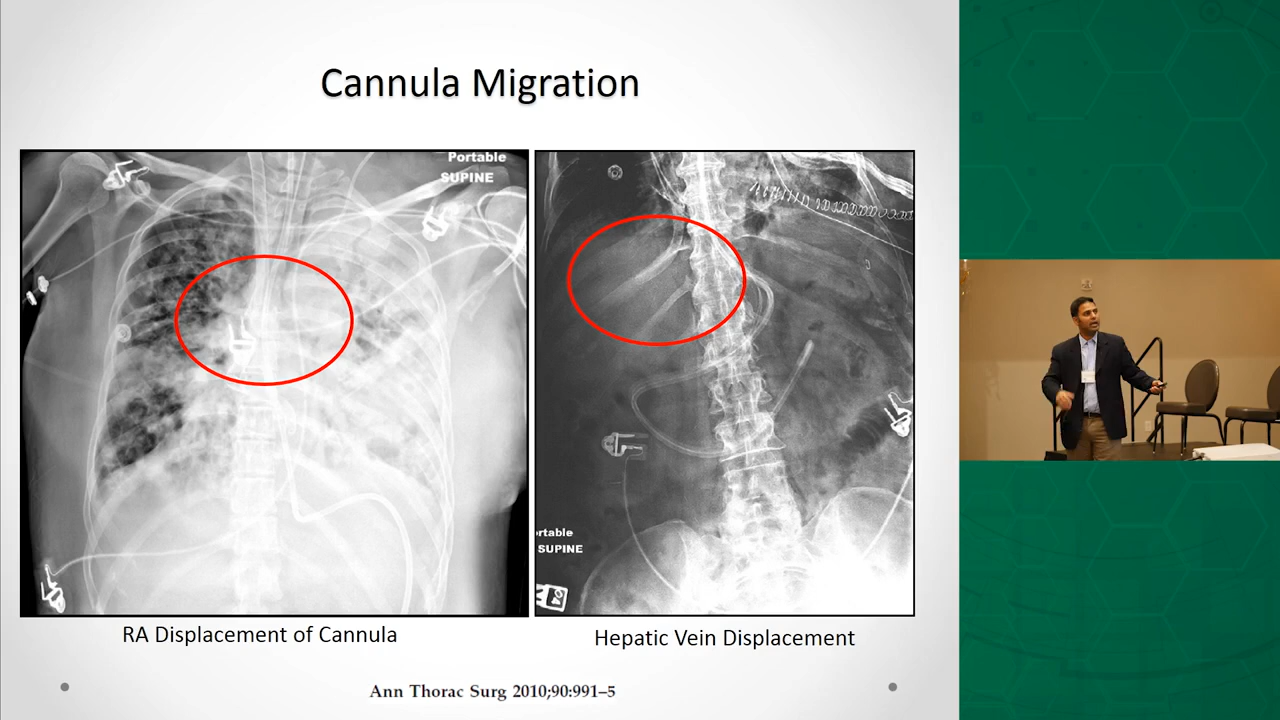 Cannula Migration
Portable
SUPINE
ortable
SUPINE
RA Displacement of Cannula
Hepatic Vein Displacement
Ann Thorac Surg 2010;90:991–5